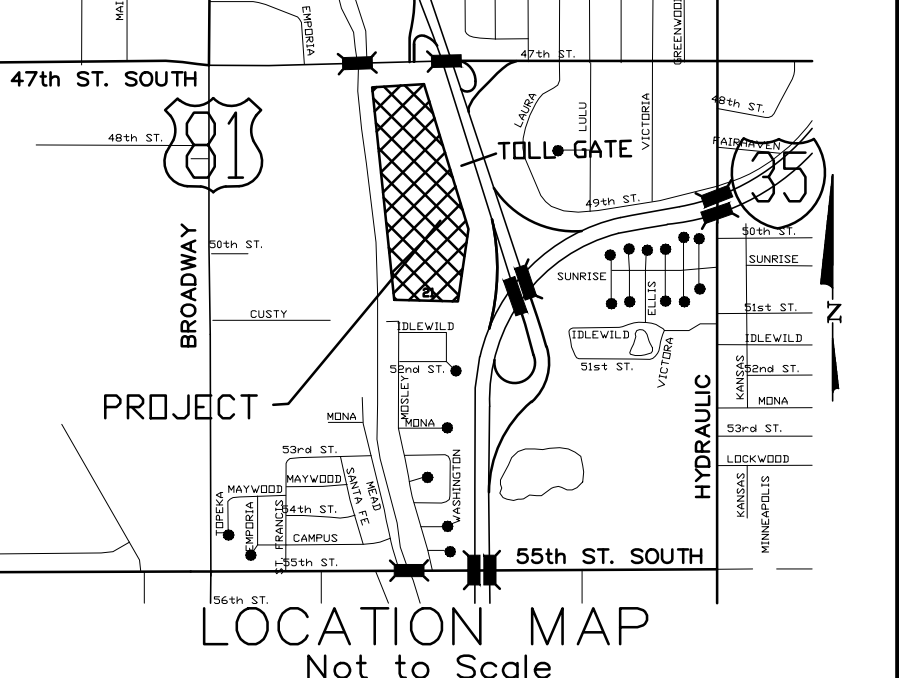 MAI
EMPORIA
GREENWOOD
47th ST.
47th ST. SOUTH
LAURA
LULU
VICTORIA
48th ST.
48th ST.
81
TOLL GATE
FAIRHAVEN
35
49th ST.
BROADWAY
50th ST.
50th ST.
SUNRISE
SUNRISE
ELLIS
21
N
CUSTY
51st ST.
IDLEWILD
IDLEWILD
IDLEWILD
VICTORA
51st ST.
52nd ST.
KANSAS
52nd ST.
MOSLEY
HYDRAULIC
PROJECT
MONA
MONA
MONA
53rd ST.
53rd ST.
WASHINGTON
LOCKWOOD
MAYWOOD
MAYWOOD
SANTA FE
MEAD
TOPEKA
EMPORIA
ST. FRANCIS
54th ST.
KANSAS
MINNEAPOLIS
CAMPUS
55th ST.
55th ST. SOUTH
56th ST.
LOCATION MAP
Not to Scale